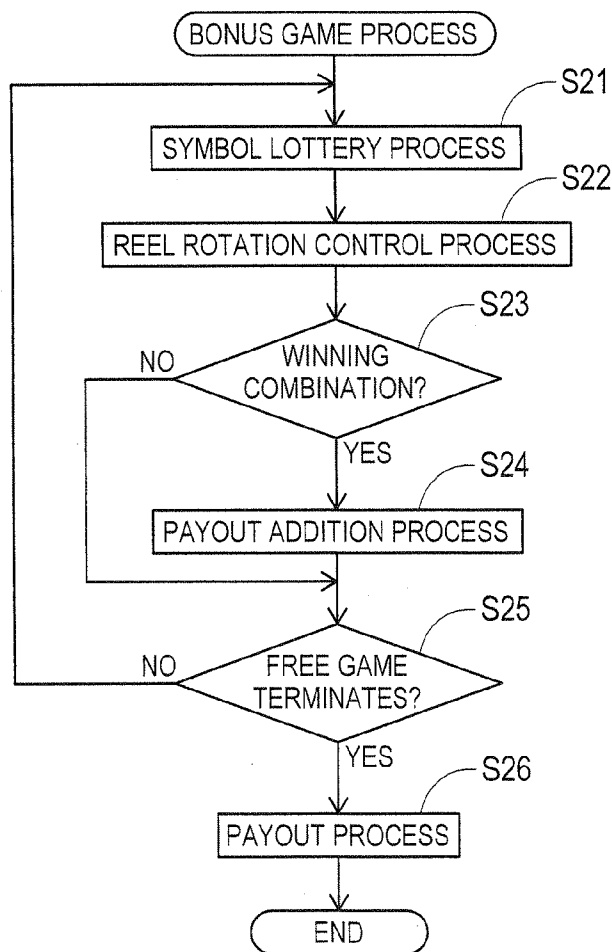 BONUS GAME PROCESS
S21
SYMBOL LOTTERY PROCESS
S22
REEL ROTATION CONTROL PROCESS
S23
WINNING
COMBINATION?
NO
YES
S24
PAYOUT ADDITION PROCESS
S25
FREE GAME
TERMINATES?
NO
YES
S26
PAYOUT PROCESS
END